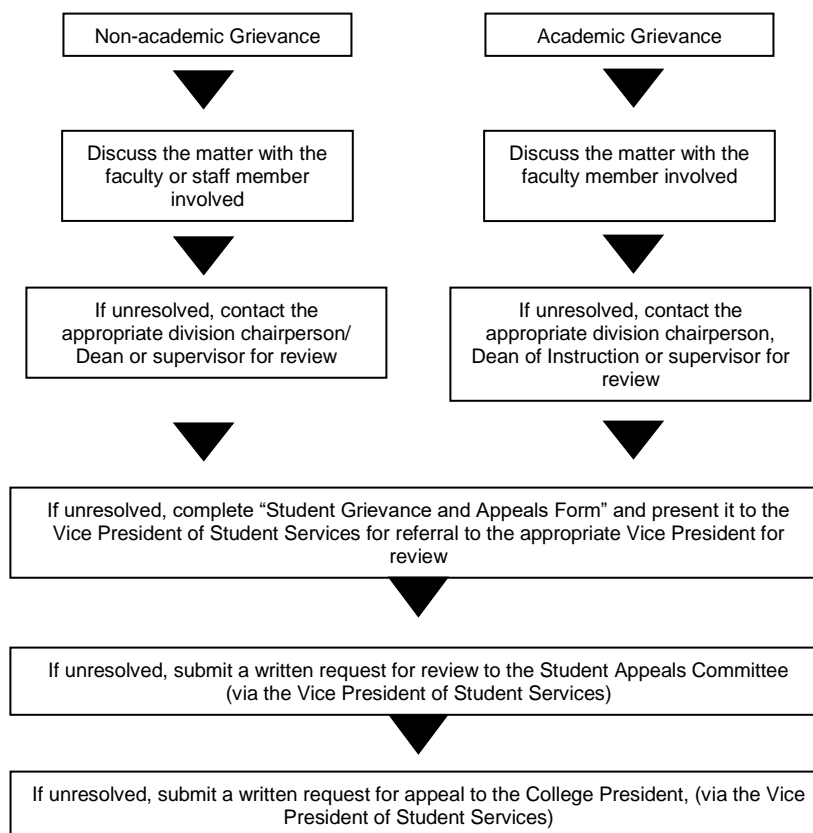 Non-academic Grievance
Academic Grievance
Discuss the matter with the
faculty or staff member
involved
Discuss the matter with the
faculty member involved
If unresolved, contact the
appropriate division chairperson/
Dean or supervisor for review
If unresolved, contact the
appropriate division chairperson,
Dean of Instruction or supervisor for
review
If unresolved, complete “Student Grievance and Appeals Form” and present it to the
Vice President of Student Services for referral to the appropriate Vice President for
review
If unresolved, submit a written request for review to the Student Appeals Committee
(via the Vice President of Student Services)
If unresolved, submit a written request for appeal to the College President, (via the Vice
President of Student Services)